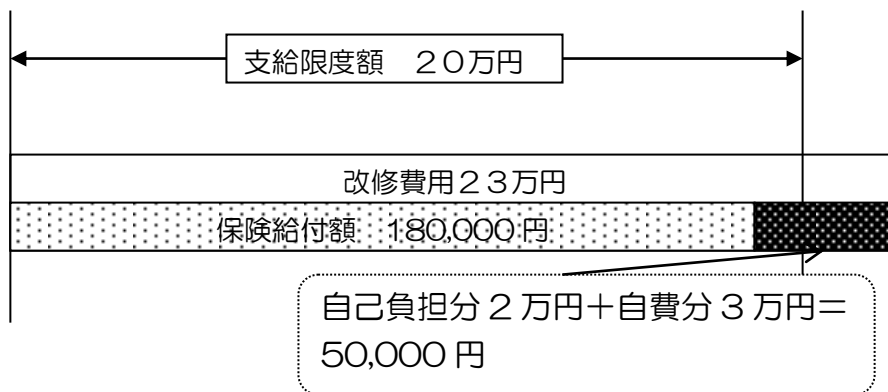 支給限度額　２０万円
改修費用２３万円
保険給付額　180,000円
自己負担分２万円＋自費分３万円＝
50,000円